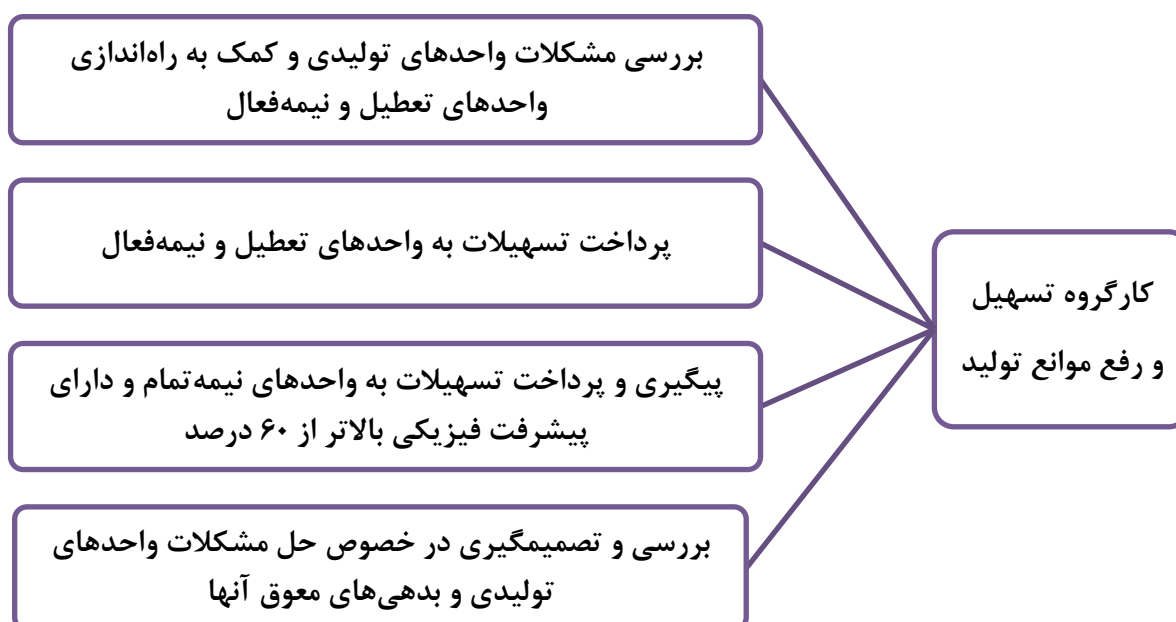 بررسی مشکلات واحدهای تولیدی و کمک به راه‌اندازی
واحدهای تعطیل و نیمه‌فعال
پرداخت تسهیلات به واحدهای تعطیل و نیمه‌فعال
کارگروه تسهیل
و رفع موانع تولید
پیگیری و پرداخت تسهیلات به واحدهای نیمه‌تمام و دارای
پیشرفت فیزیکی بالاتر از ۶۰ درصد
بررسی و تصمیمگیری در خصوص حل مشکلات واحدهای
تولیدی و بدهی‌های معوق آنها